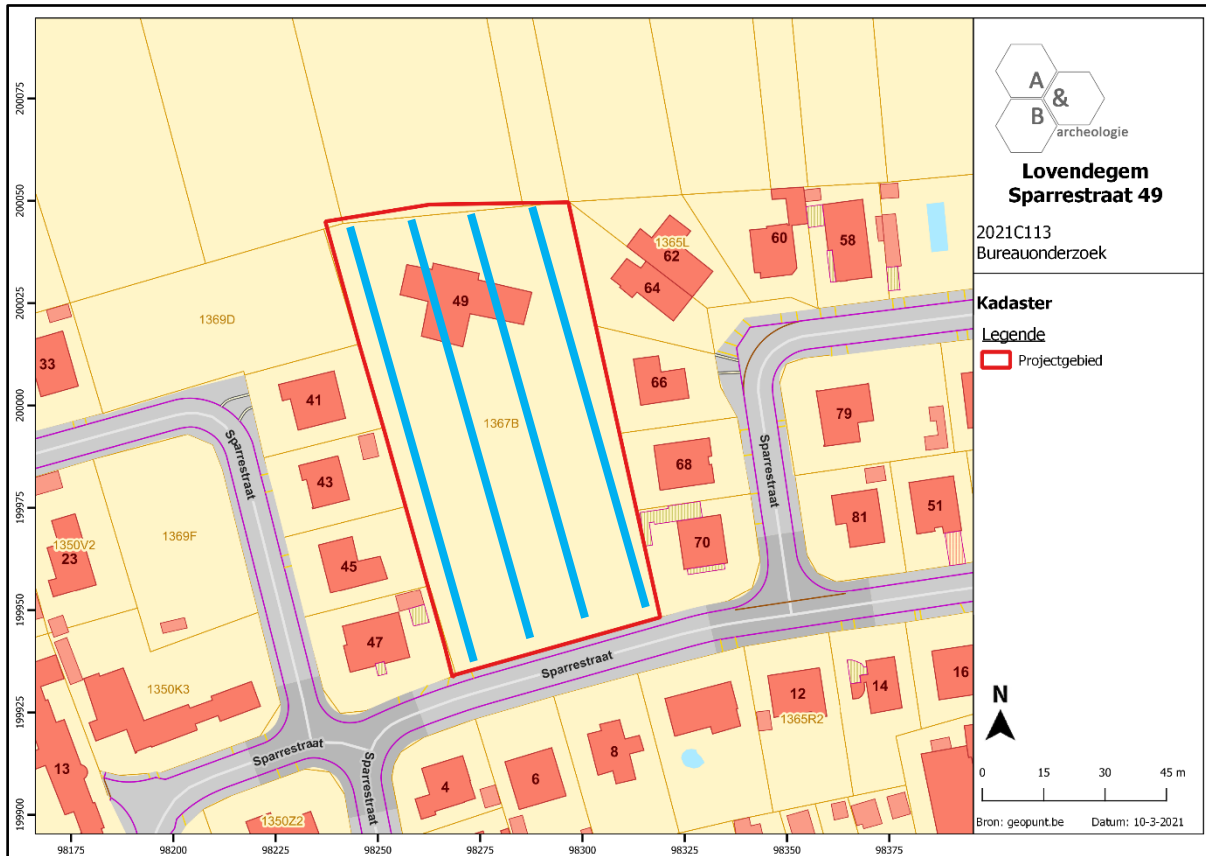 200075
200050
200025
200000
199975
199950
199925
199900
98175
98200
98225
98250
98275
98300
98325
98350
98375
33
1369D
41
43
45
47
23
1350V2
1369F
1350K3
13
1350Z2
49
1367B
1365L
62
64
60
58
66
68
70
79
81
51
4
6
8
12
1365R2
14
16
Sparrestraat
Sparrestraat
Sparrestraat
Sparrestraat
Sparrestraat
A
&
B
archeologie
Lovendegem
Sparrestraat 49
2021C113
Bureauonderzoek
Kadaster
Legende
Projectgebied
N
0 15 30 45 m
Bron: geopunt.be Datum: 10-3-2021